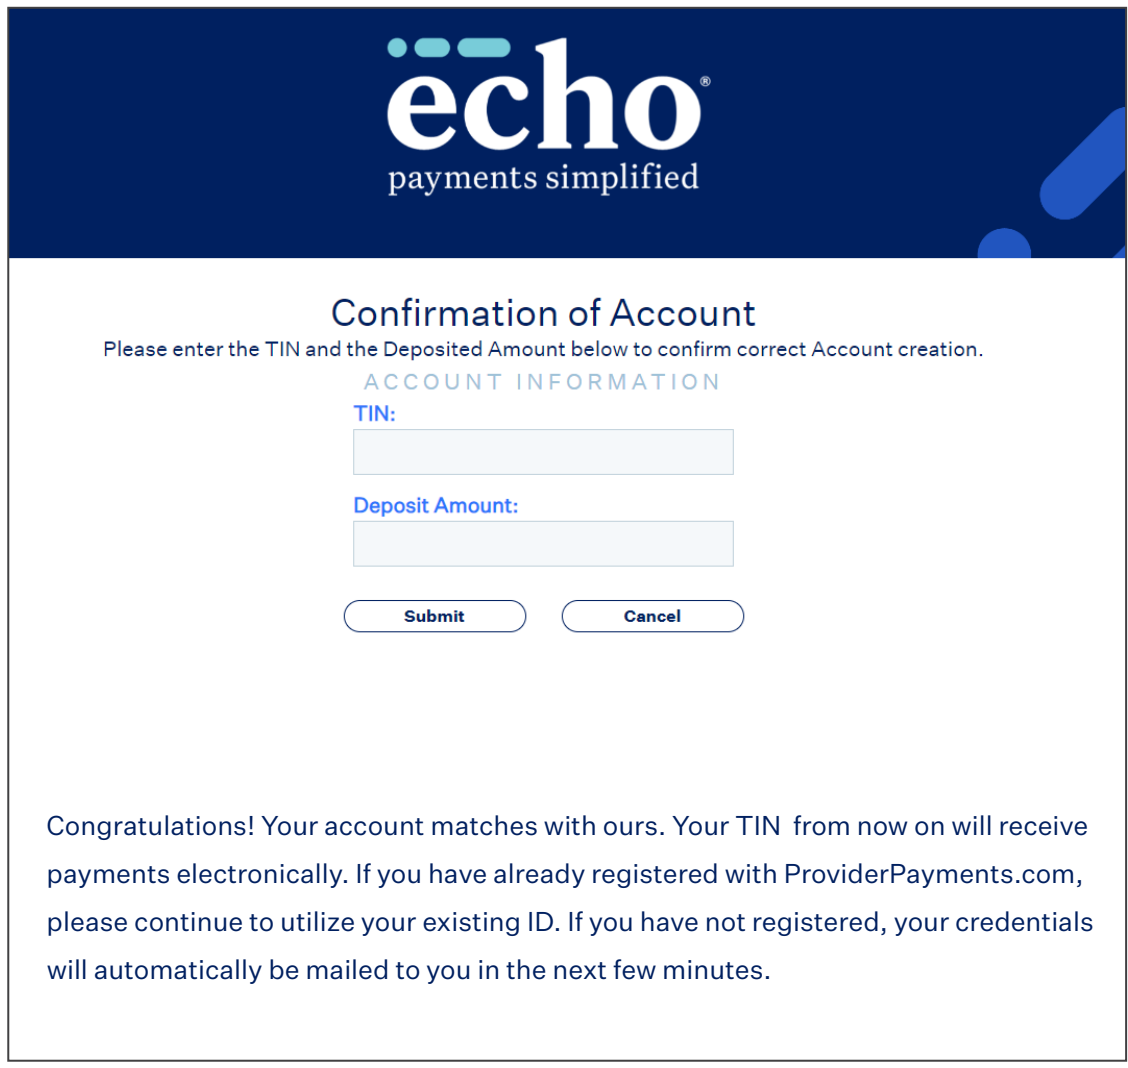 echo®
payments simplified
Confirmation of Account
Please enter the TIN and the Deposited Amount below to confirm correct Account creation.
ACCOUNT INFORMATION
TIN:
Deposit Amount:
Submit Cancel
Congratulations! Your account matches with ours. Your TIN  from now on will receive
payments electronically. If you have already registered with ProviderPayments.com,
please continue to utilize your existing ID. If you have not registered, your credentials
will automatically be mailed to you in the next few minutes.